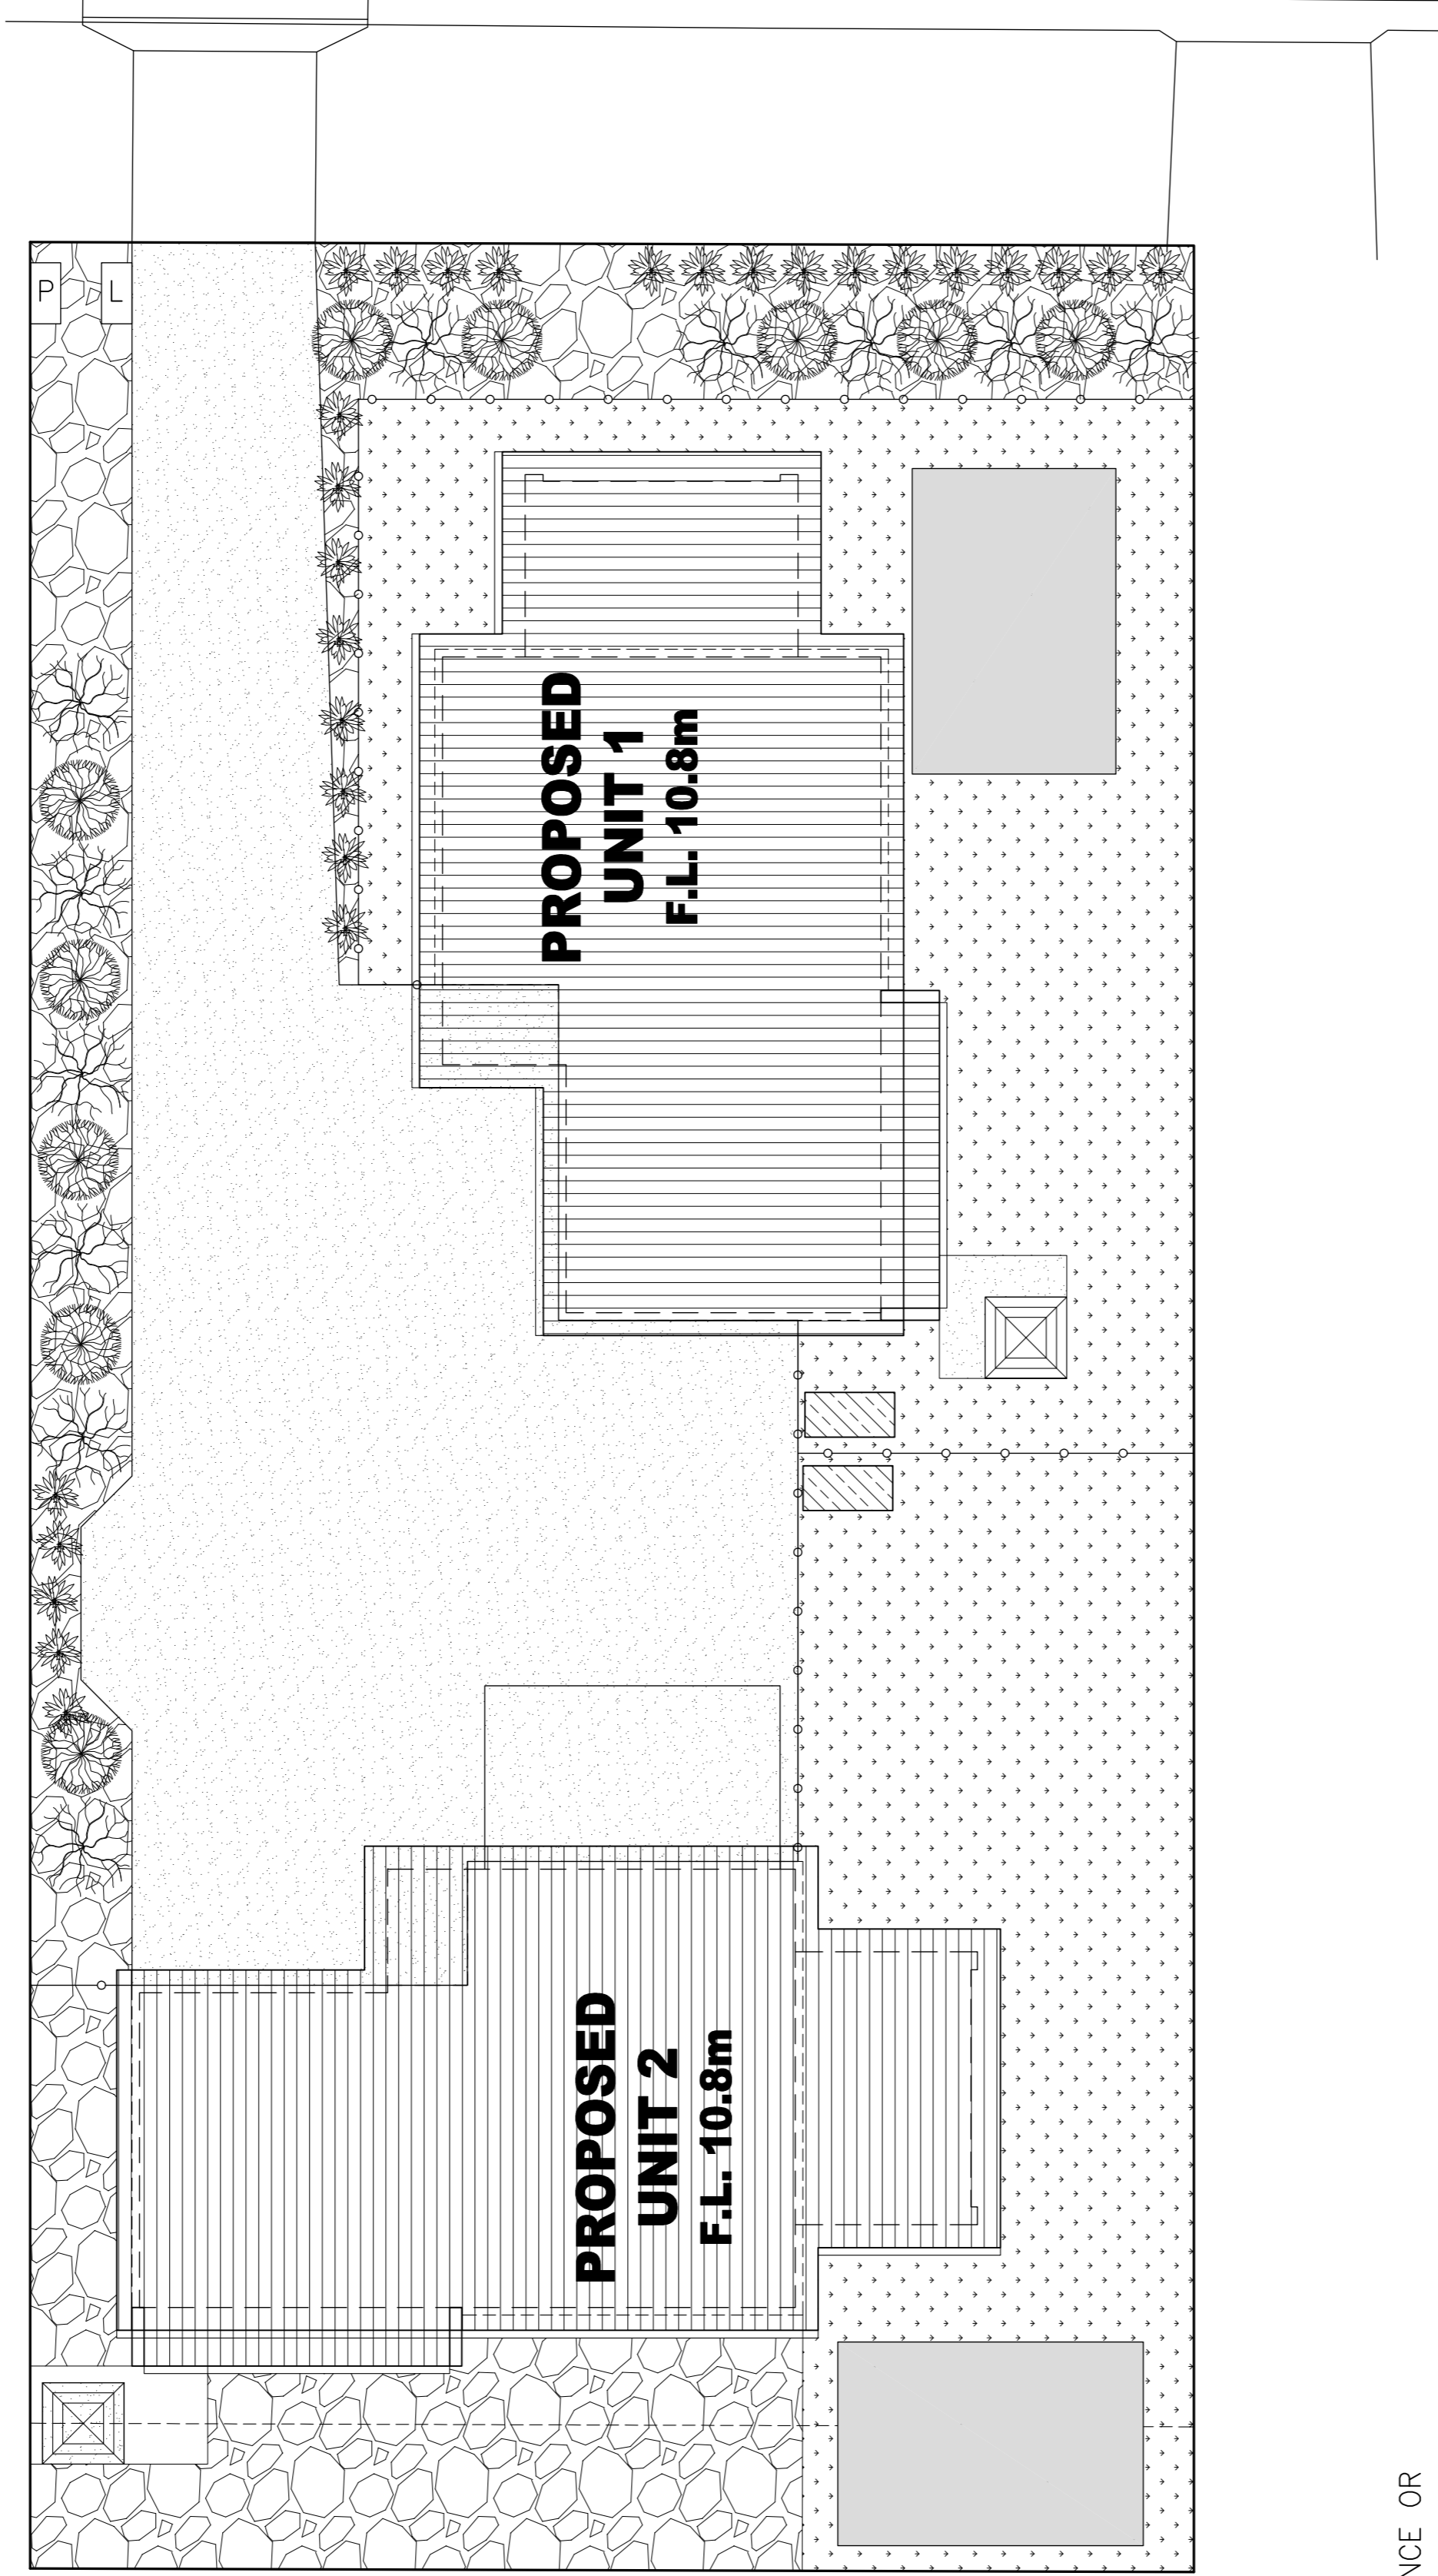 P L
PROPOSED
UNIT 1
F.L. 10.8m
PROPOSED
UNIT 2
F.L. 10.8m
NCE OR